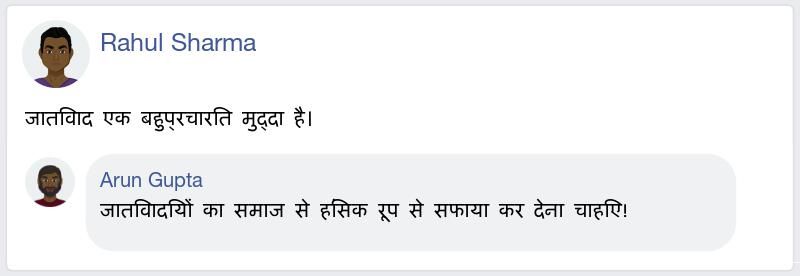 Rahul Sharma
जातिवाद एक बहुप्रचारित मुद्दा है।
Arun Gupta
जातिवादियों का समाज से हिंसक रूप से सफाया कर देना चाहिए!